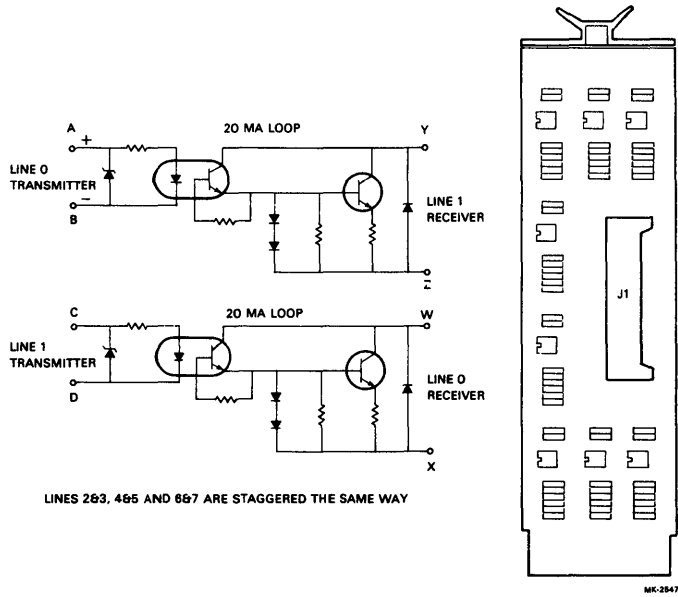 A
+
20 MA LOOP
Y
LINE 0
TRANSMITTER
LINE 1
RECEIVER
−
B
Z
C
20 MA LOOP
W
LINE 1
TRANSMITTER
LINE 0
RECEIVER
D
X
LINES 2&3, 4&5 AND 6&7 ARE STAGGERED THE SAME WAY
J1
MK-2547